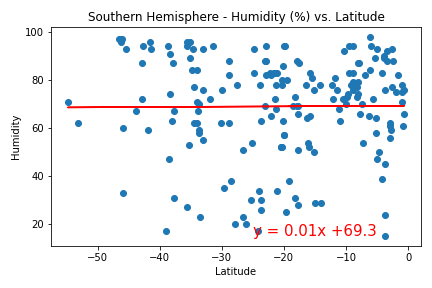 Southern Hemisphere - Humidity (%) vs. Latitude
100
80
60
40
20
Humidity
y = 0.01x +69.3
−50
−40
−30
−20
−10
0
Latitude